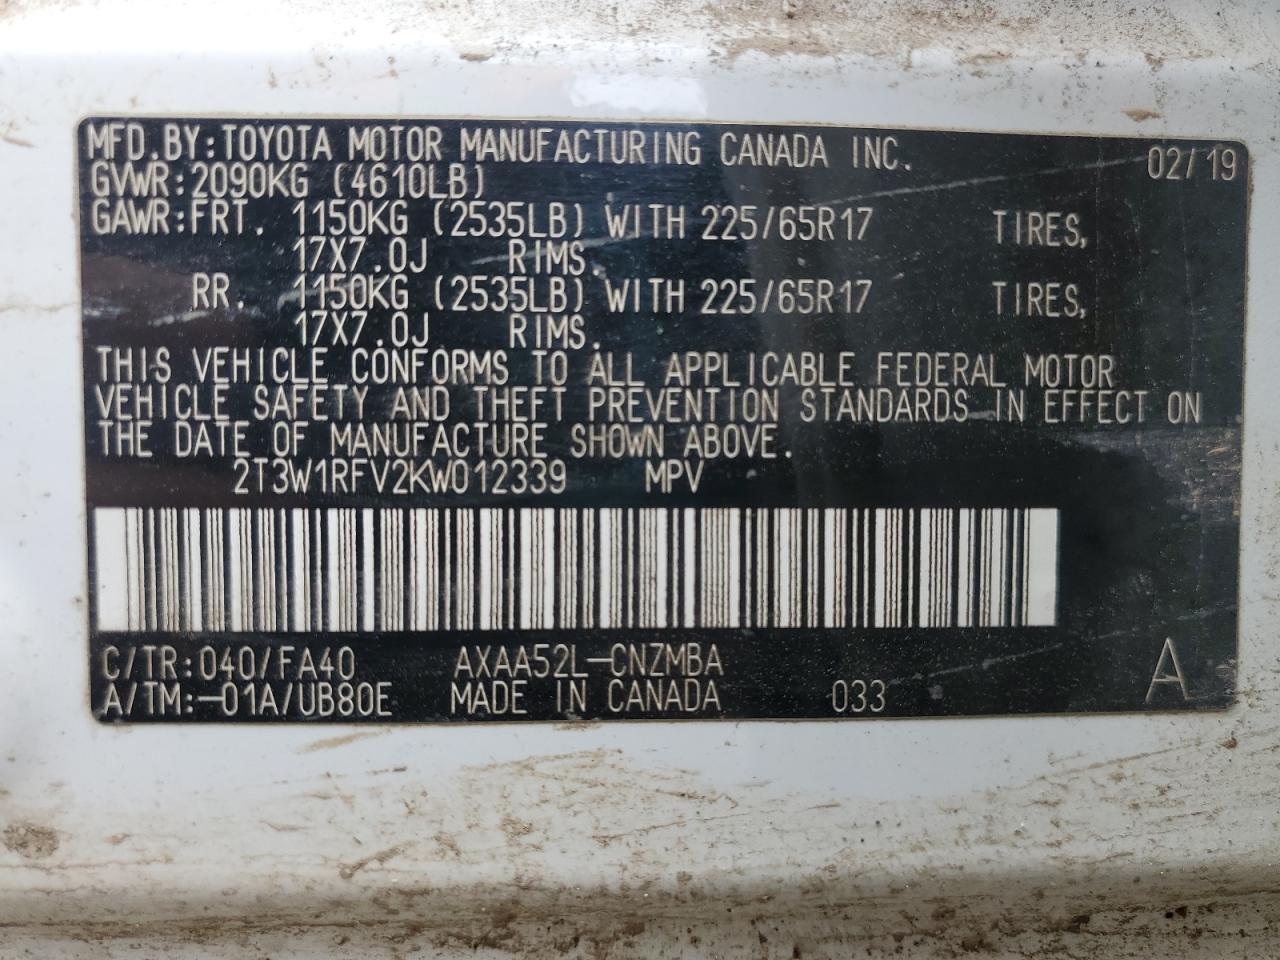 MFD.BY:TOYOTA MOTOR MANUFACTURING CANADA INC. 02/19
GVWR:2090KG (4610LB)
GAWR:FRT. 1150KG (2535LB) WITH 225/65R17 TIRES,
17X7.0J RIMS.
RR. 1150KG (2535LB) WITH 225/65R17 TIRES,
17X7.0J RIMS.
THIS VEHICLE CONFORMS TO ALL APPLICABLE FEDERAL MOTOR
VEHICLE SAFETY AND THEFT PREVENTION STANDARDS IN EFFECT ON
THE DATE OF MANUFACTURE SHOWN ABOVE.
2T3W1RFV2KW012339 MPV
C/TR:040/FA40 AXAA52L-CNZMBA A
A/TM:-01A/UB80E MADE IN CANADA 033